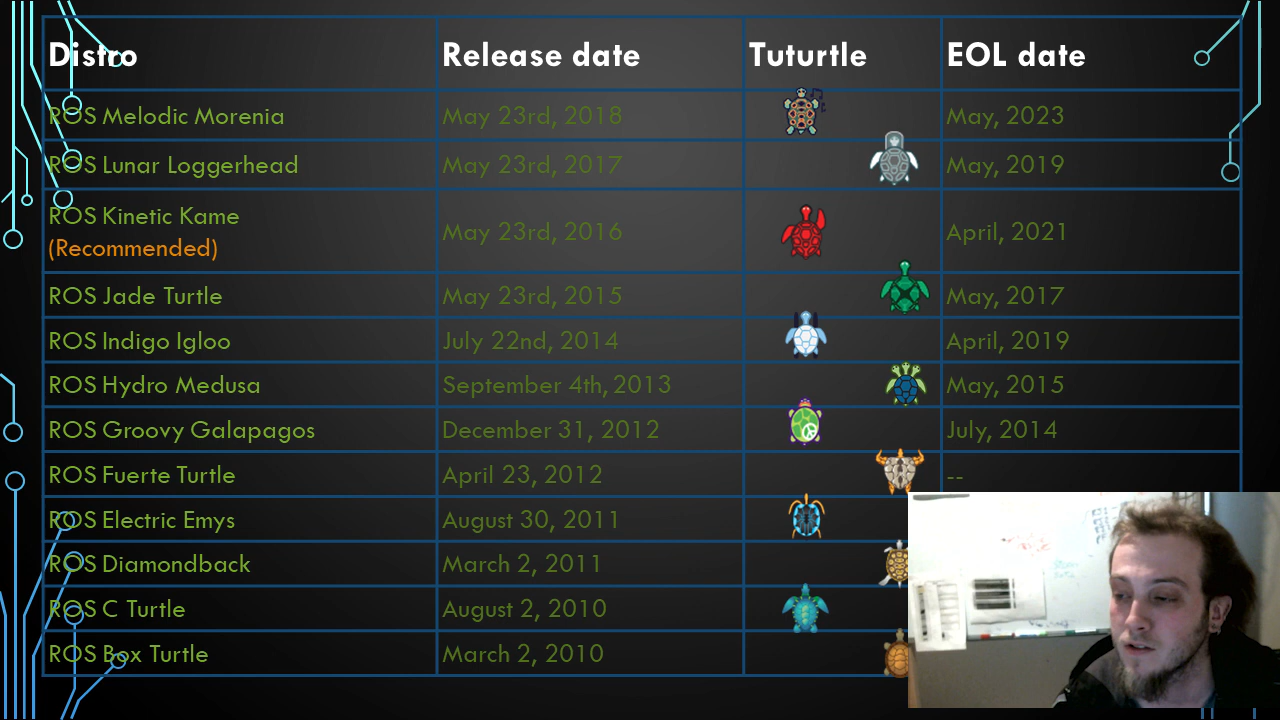 Distro Release date Tuturtle EOL date
ROS Melodic Morenia May 23rd, 2018 May, 2023
ROS Lunar Loggerhead May 23rd, 2017 May, 2019
ROS Kinetic Kame
(Recommended) May 23rd, 2016 April, 2021
ROS Jade Turtle May 23rd, 2015 May, 2017
ROS Indigo Igloo July 22nd, 2014 April, 2019
ROS Hydro Medusa September 4th, 2013 May, 2015
ROS Groovy Galapagos December 31, 2012 July, 2014
ROS Fuerte Turtle April 23, 2012 --
ROS Electric Emys August 30, 2011
ROS Diamondback March 2, 2011
ROS C Turtle August 2, 2010
ROS Box Turtle March 2, 2010